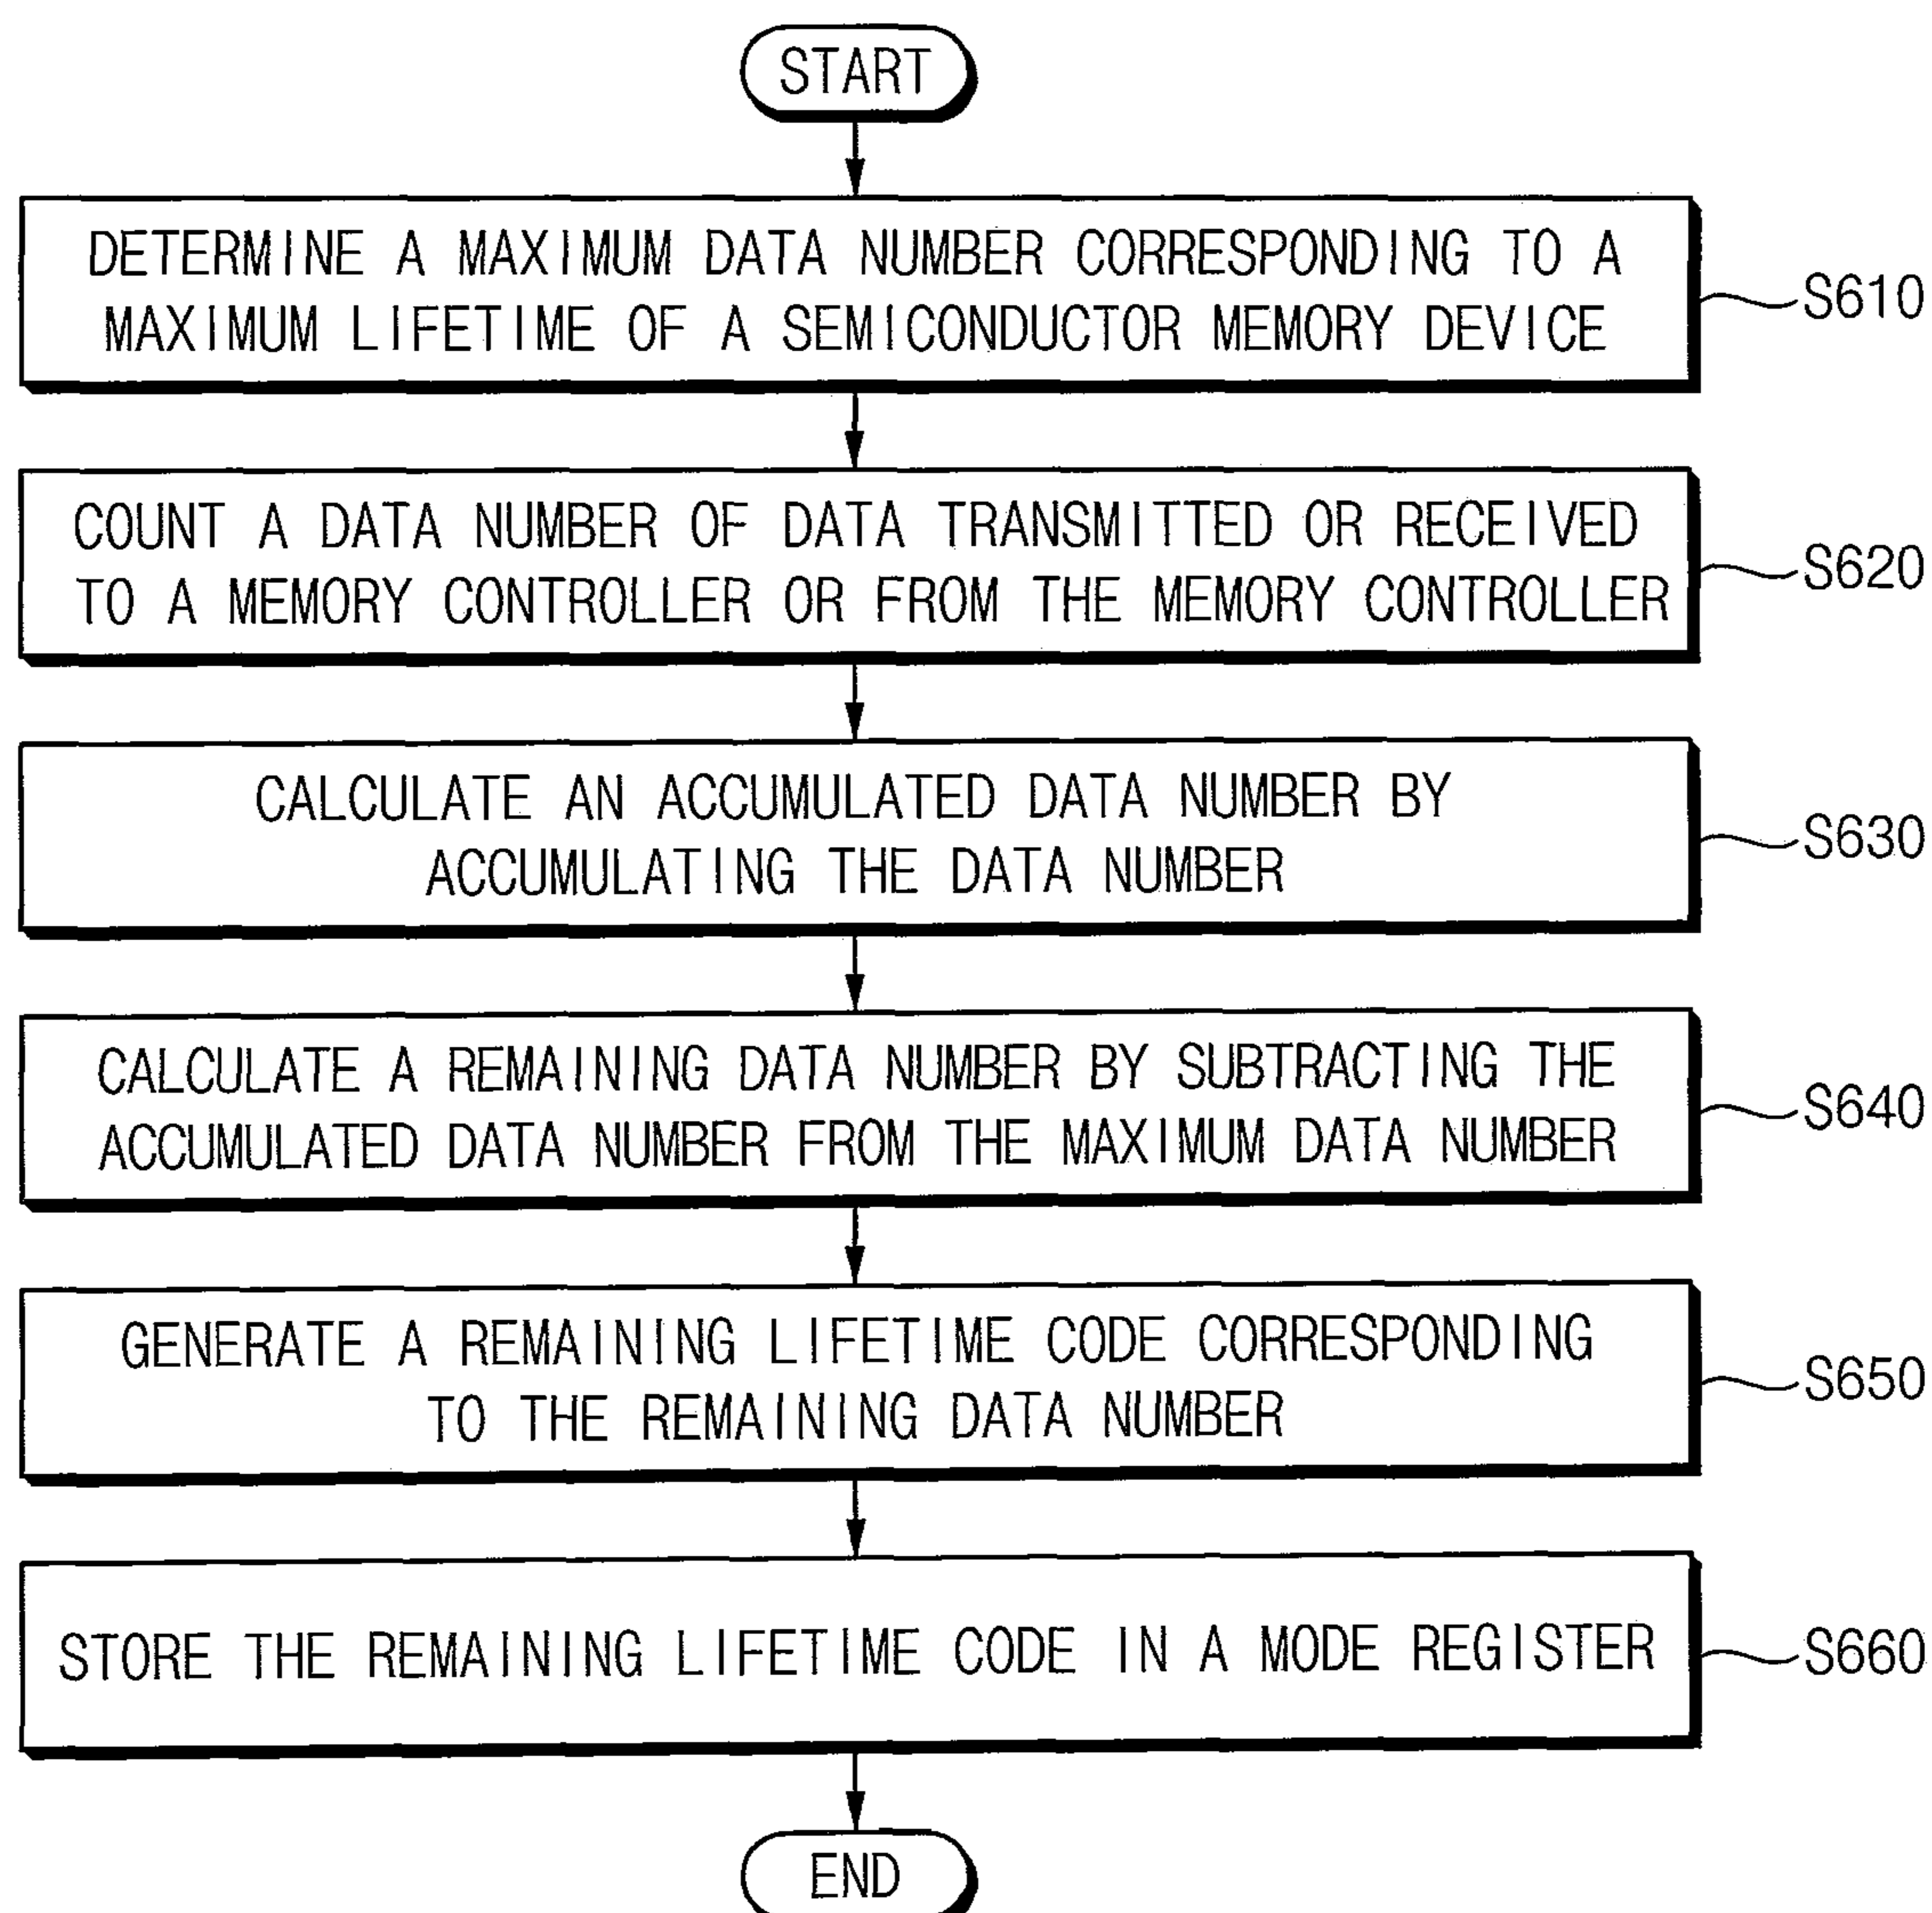 START
DETERMINE A MAXIMUM DATA NUMBER CORRESPONDING TO A
MAXIMUM LIFETIME OF A SEMICONDUCTOR MEMORY DEVICE
S610
COUNT A DATA NUMBER OF DATA TRANSMITTED OR RECEIVED
TO A MEMORY CONTROLLER OR FROM THE MEMORY CONTROLLER
S620
CALCULATE AN ACCUMULATED DATA NUMBER BY
ACCUMULATING THE DATA NUMBER
S630
CALCULATE A REMAINING DATA NUMBER BY SUBTRACTING THE
ACCUMULATED DATA NUMBER FROM THE MAXIMUM DATA NUMBER
S640
GENERATE A REMAINING LIFETIME CODE CORRESPONDING
TO THE REMAINING DATA NUMBER
S650
STORE THE REMAINING LIFETIME CODE IN A MODE REGISTER
S660
END